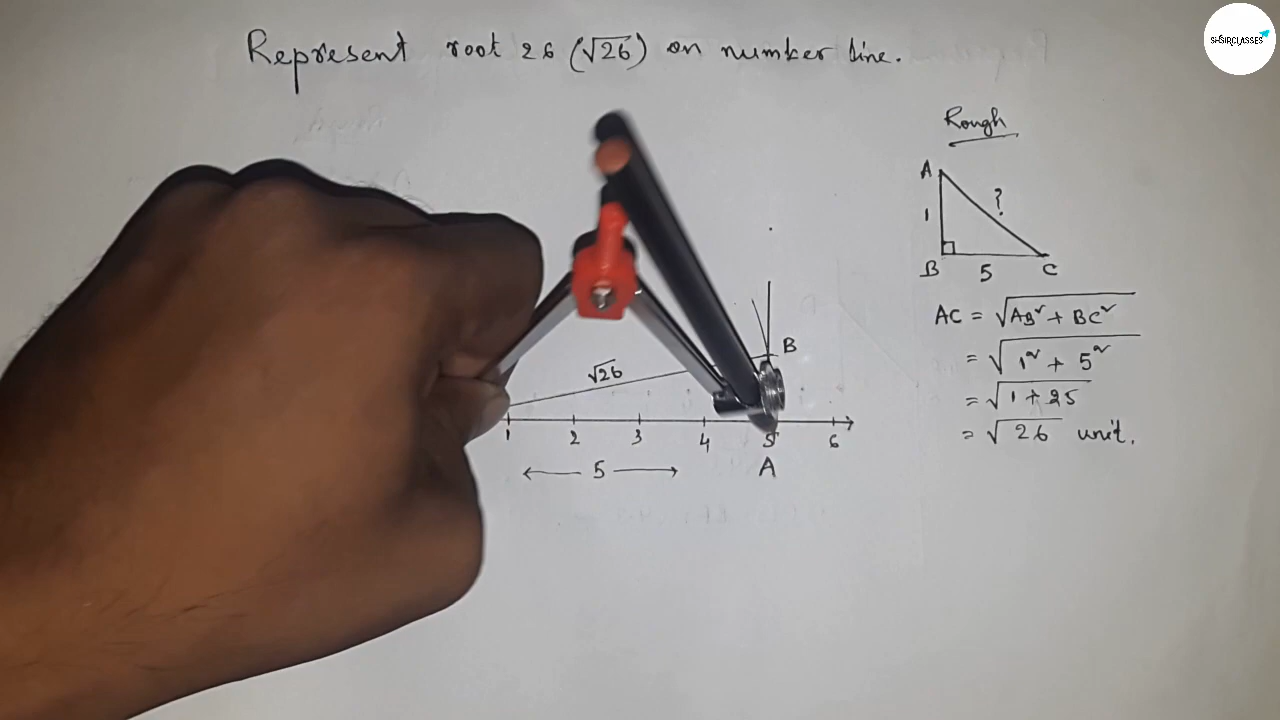 Represent root 26 (√26) on number line.
SHSIRCLASSES
Rough
A
1
?
B
5
C
AC = √AB² + BC²
= √1² + 5²
= √1 + 25
= √26 unit.
B
√26
1 2 3 4 5 6
5
A